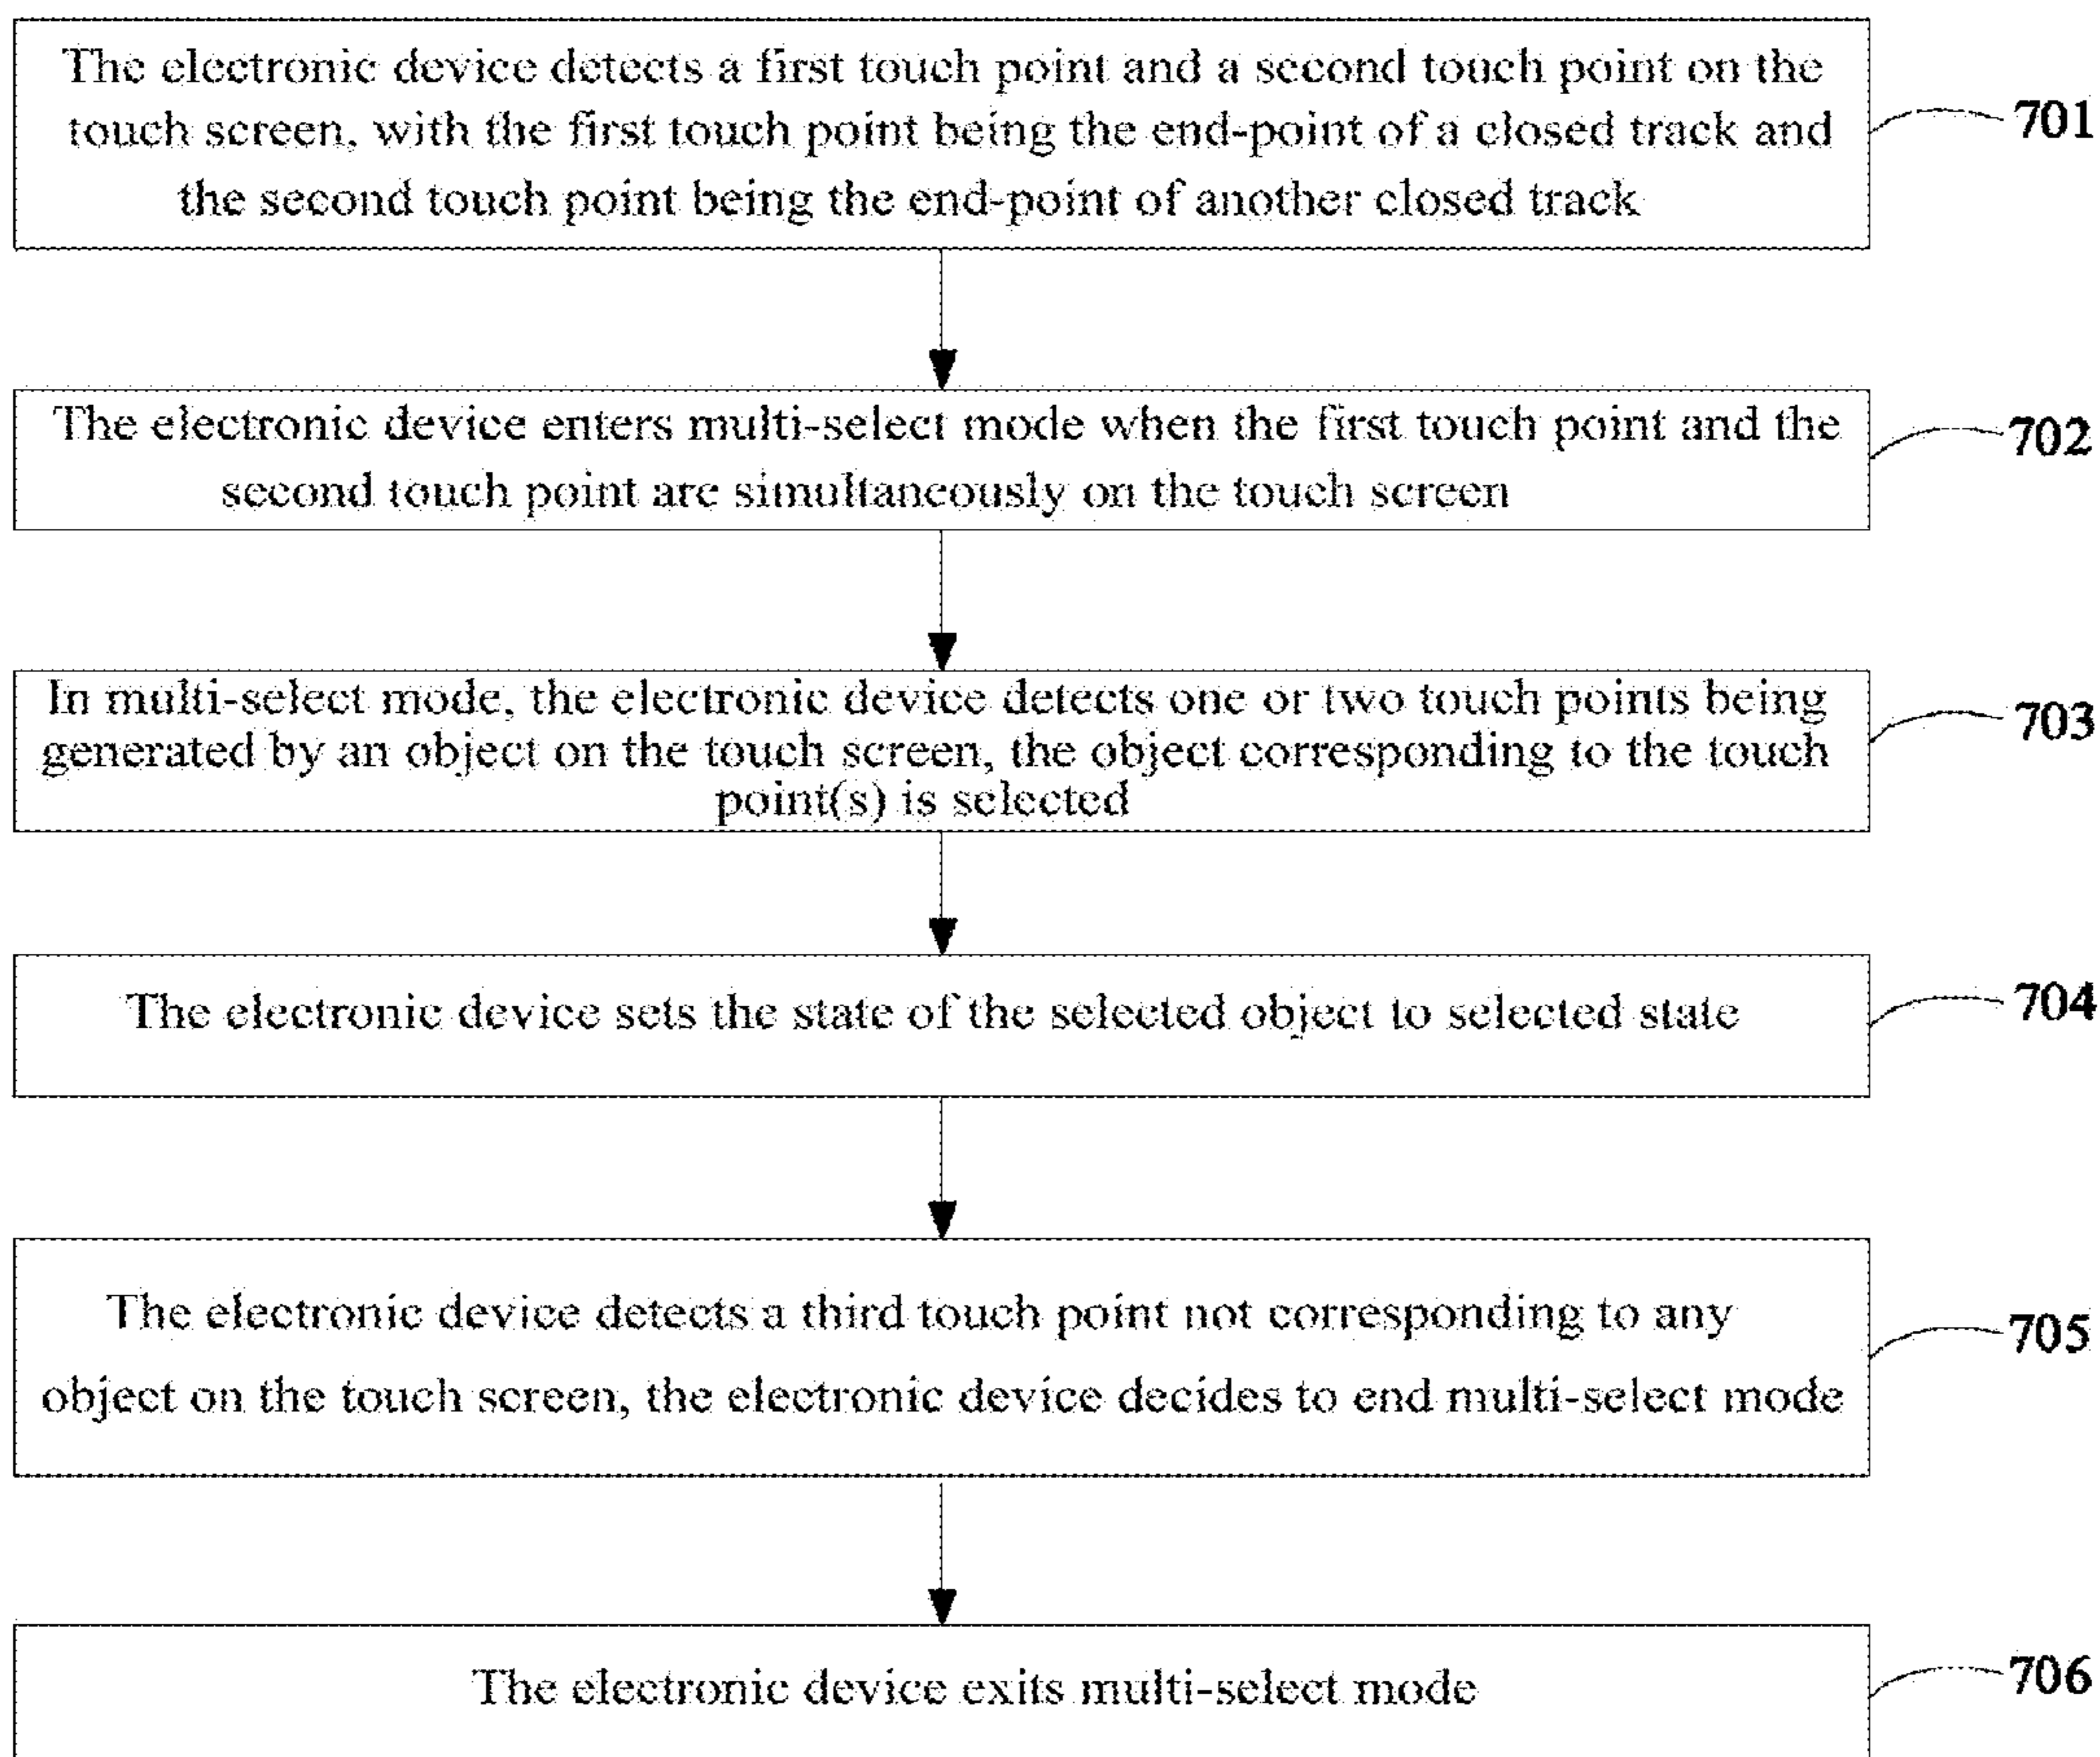 The electronic device detects a first touch point and a second touch point on the
touch screen, with the first touch point being the end-point of a closed track and
the second touch point being the end-point of another closed track
701
The electronic device enters multi-select mode when the first touch point and the
second touch point are simultaneously on the touch screen
702
In multi-select mode, the electronic device detects one or two touch points being
generated by an object on the touch screen, the object corresponding to the touch
point(s) is selected
703
The electronic device sets the state of the selected object to selected state
704
The electronic device detects a third touch point not corresponding to any
object on the touch screen, the electronic device decides to end multi-select mode
705
The electronic device exits multi-select mode
706